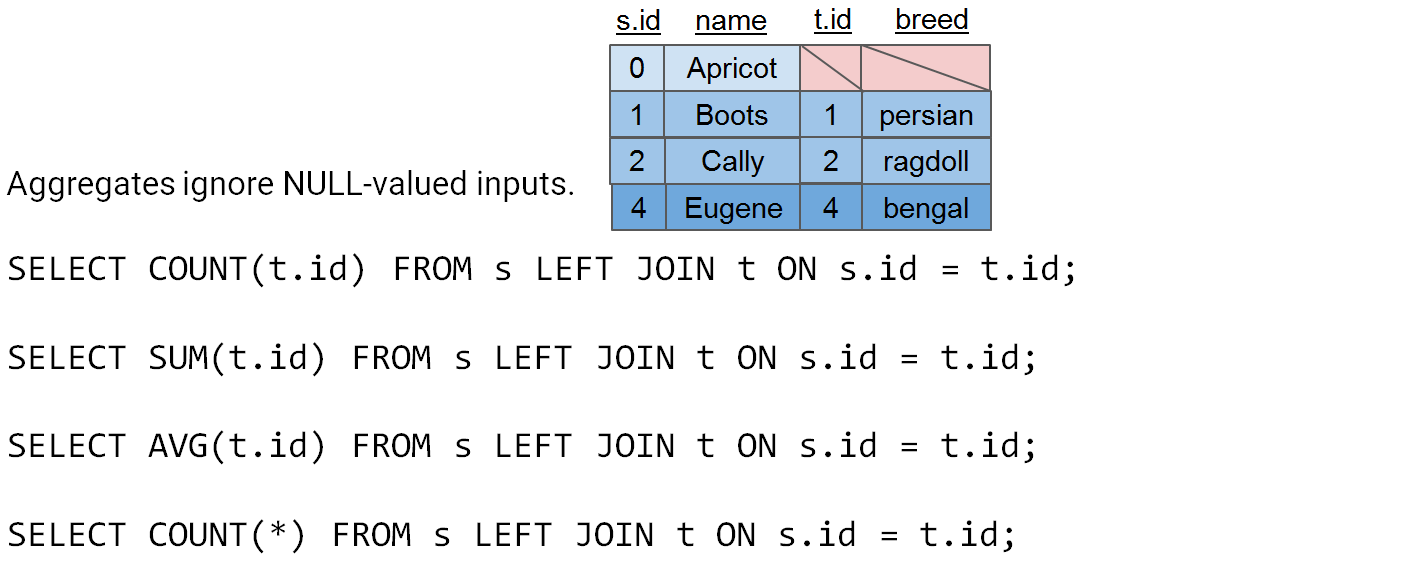 s.id name t.id breed
0 Apricot
1 Boots 1 persian
2 Cally 2 ragdoll
4 Eugene 4 bengal
Aggregates ignore NULL-valued inputs.
SELECT COUNT(t.id) FROM s LEFT JOIN t ON s.id = t.id;
SELECT SUM(t.id) FROM s LEFT JOIN t ON s.id = t.id;
SELECT AVG(t.id) FROM s LEFT JOIN t ON s.id = t.id;
SELECT COUNT(*) FROM s LEFT JOIN t ON s.id = t.id;